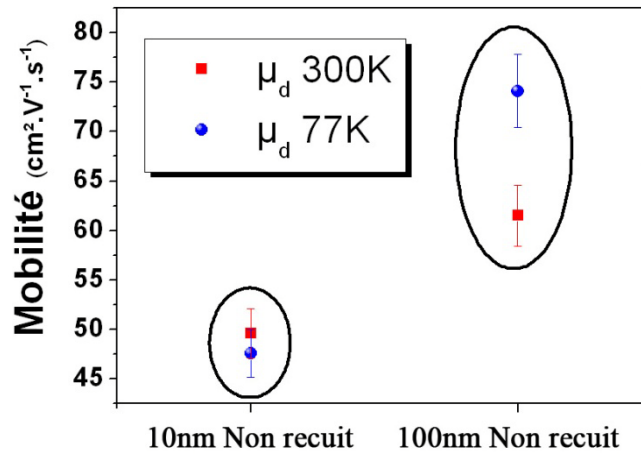 Mobilité (cm².V⁻¹.s⁻¹)
80
75
70
65
60
55
50
45
μd 300K
μd 77K
10nm Non recuit
100nm Non recuit